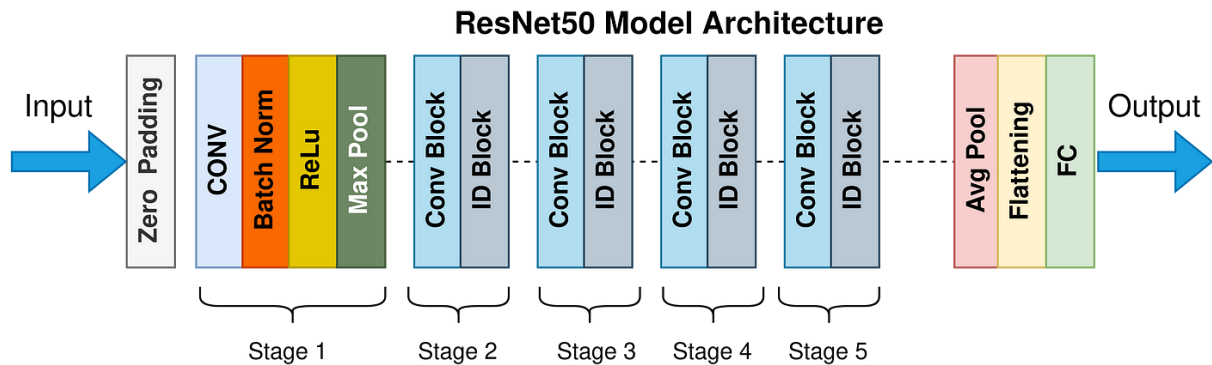 ResNet50 Model Architecture
Input
Zero Padding
CONV
Batch Norm
ReLu
Max Pool
Conv Block
ID Block
Conv Block
ID Block
Conv Block
ID Block
Conv Block
ID Block
Avg Pool
Flattening
FC
Output
Stage 1
Stage 2
Stage 3
Stage 4
Stage 5